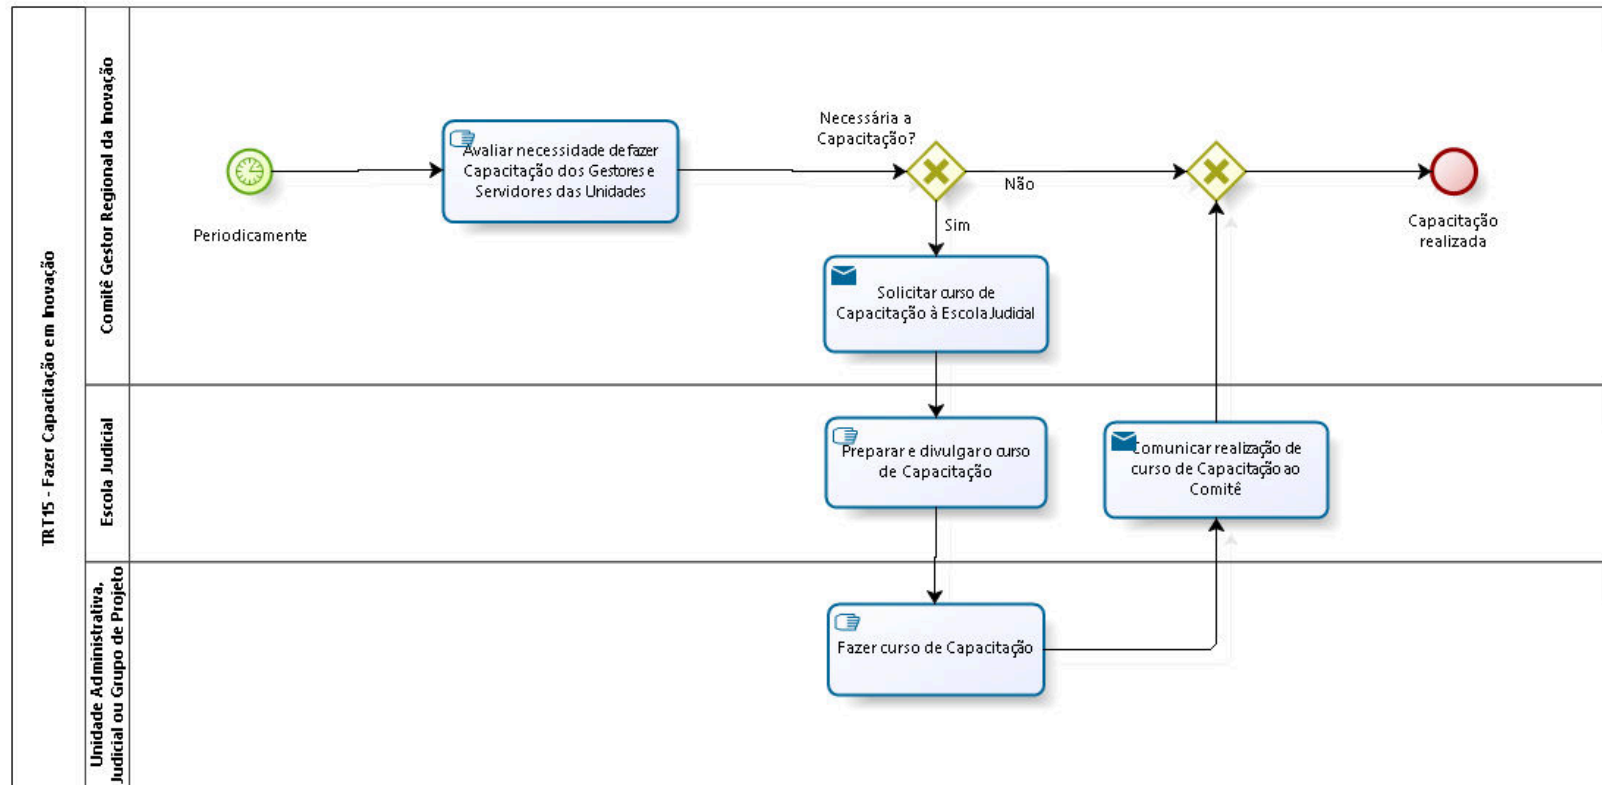 TRT15 - Fazer Capacitação em Inovação
Comitê Gestor Regional da Inovação
Periodicamente
Avaliar necessidade de fazer
Capacitação dos Gestores e
Servidores das Unidades
Necessária a
Capacitação?
Não
Sim
Capacitação
realizada
Solicitar curso de
Capacitação à Escola Judicial
Escola Judicial
Preparar e divulgar o curso
de Capacitação
Comunicar realização de
curso de Capacitação ao
Comitê
Unidade Administrativa,
Judicial ou Grupo de Projeto
Fazer curso de Capacitação